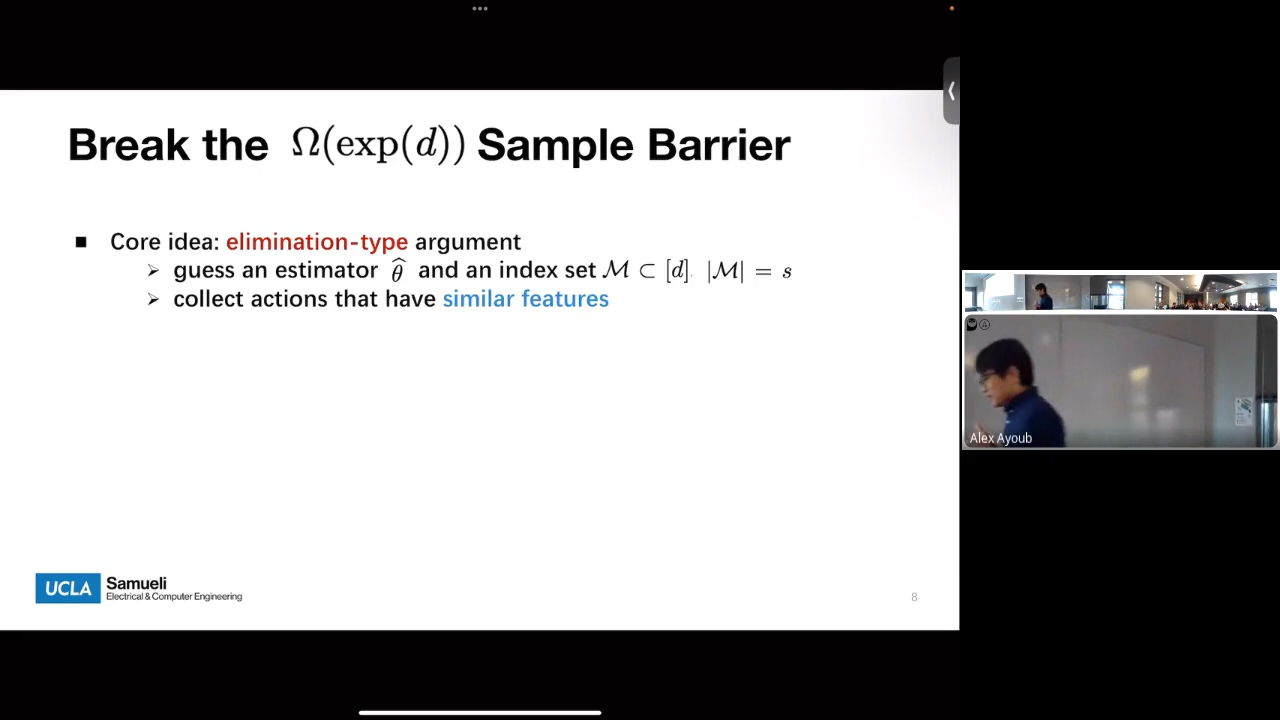 Break the Ω(exp(d)) Sample Barrier
■ Core idea: elimination-type argument
➢ guess an estimator θ̂ and an index set ℳ ⊂ [d]. |ℳ| = s
➢ collect actions that have similar features
UCLA Samueli
Electrical & Computer Engineering
8
Alex Ayoub